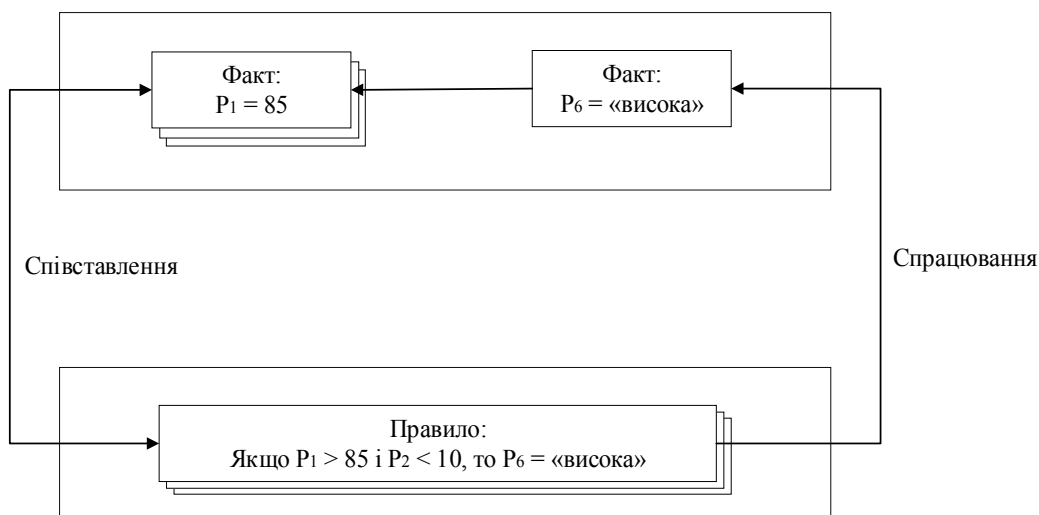 Факт:
P1 = 85
Факт:
P6 = «висока»
Співставлення
Спрацювання
Правило:
Якщо P1 > 85 і P2 < 10, то P6 = «висока»